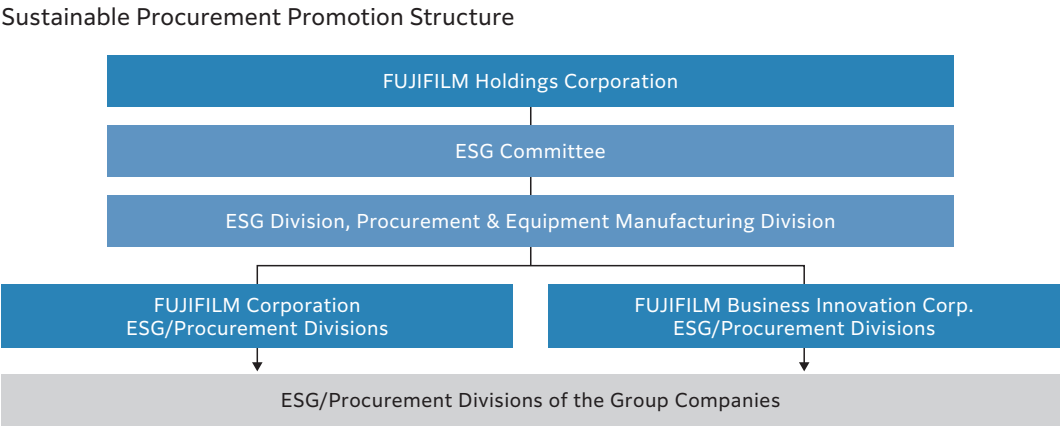 Sustainable Procurement Promotion Structure
FUJIFILM Holdings Corporation
ESG Committee
ESG Division, Procurement & Equipment Manufacturing Division
FUJIFILM Corporation
ESG/Procurement Divisions
FUJIFILM Business Innovation Corp.
ESG/Procurement Divisions
ESG/Procurement Divisions of the Group Companies